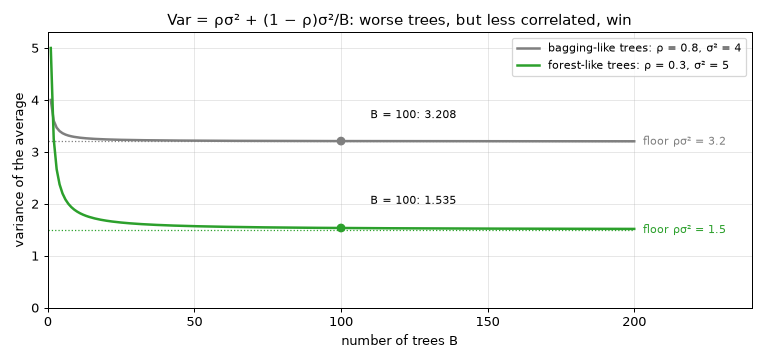 Var = ρσ² + (1 − ρ)σ²/B: worse trees, but less correlated, win
bagging-like trees: ρ = 0.8, σ² = 4
forest-like trees: ρ = 0.3, σ² = 5
variance of the average
5
4
3
2
1
0
B = 100: 3.208
floor ρσ² = 3.2
B = 100: 1.535
floor ρσ² = 1.5
0
50
100
150
200
number of trees B